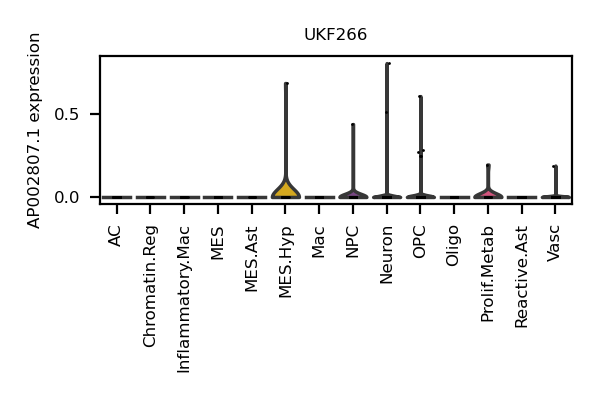 UKF266
AP002807.1 expression
0.5
0.0
AC
Chromatin.Reg
Inflammatory.Mac
MES
MES.Ast
MES.Hyp
Mac
NPC
Neuron
OPC
Oligo
Prolif.Metab
Reactive.Ast
Vasc